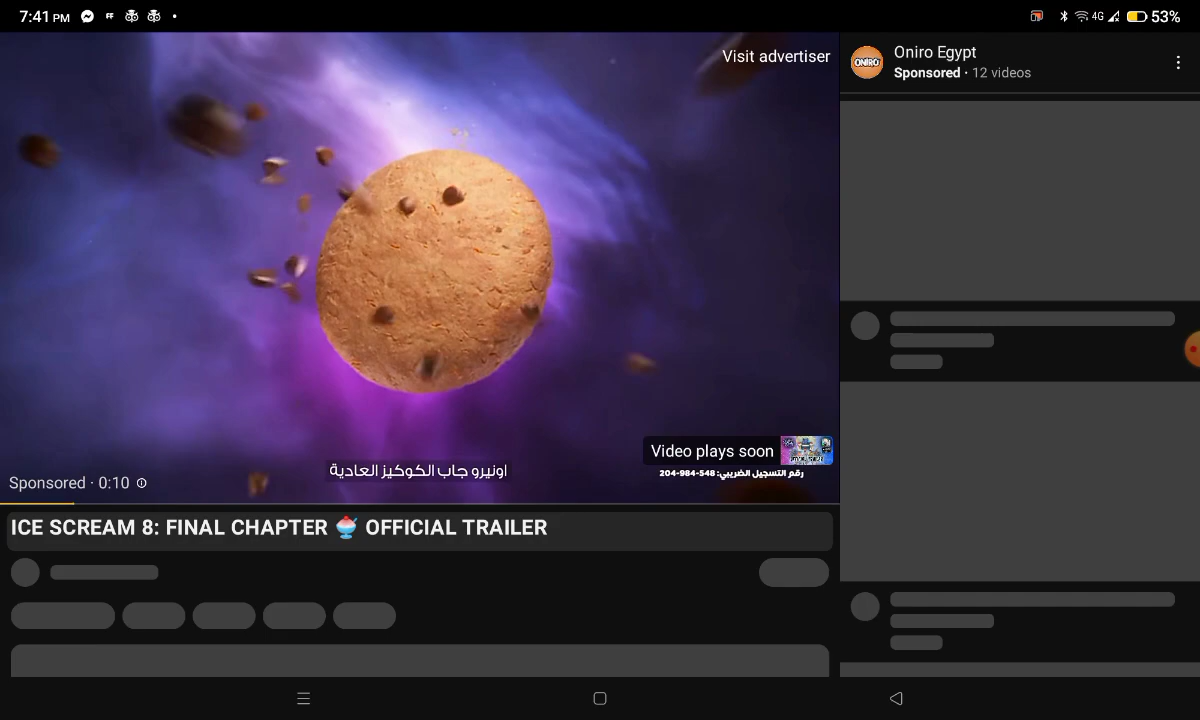 7:41 PM
4G
53%
Visit advertiser
ONIRO
Oniro Egypt
Sponsored · 12 videos
Video plays soon
اونيرو جاب الكوكيز العادية
رقم التسجيل الضريبي: 548-984-204
Sponsored · 0:10
ICE SCREAM 8: FINAL CHAPTER 🍧 OFFICIAL TRAILER